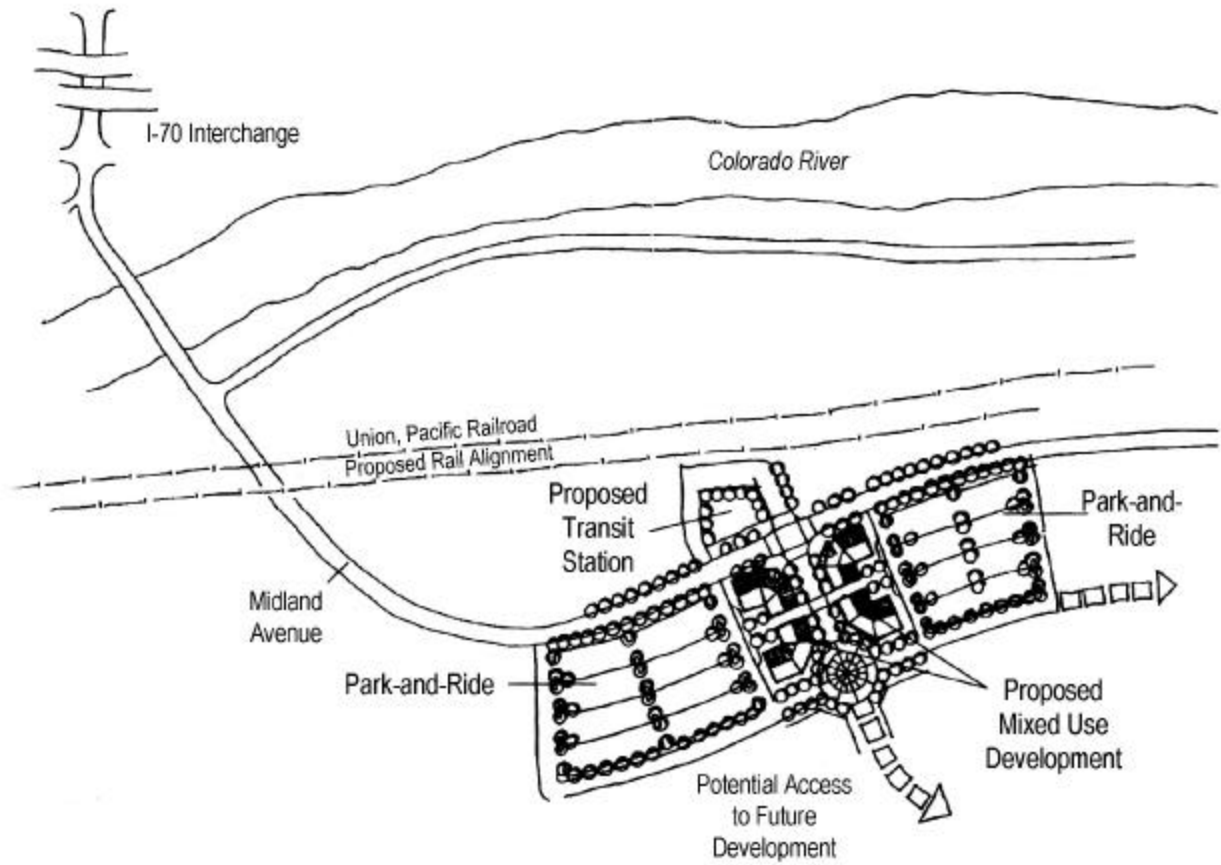 I-70 Interchange
Colorado River
Union, Pacific Railroad
Proposed Rail Alignment
Proposed
Transit
Station
Park-and-
Ride
Midland
Avenue
Park-and-Ride
Proposed
Mixed Use
Development
Potential Access
to Future
Development